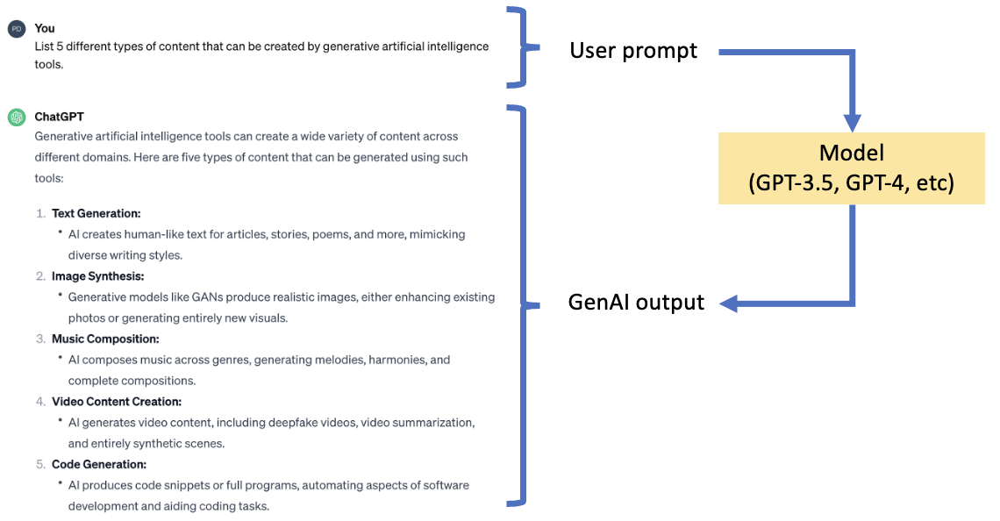 PD You
List 5 different types of content that can be created by generative artificial intelligence
tools.
ChatGPT
Generative artificial intelligence tools can create a wide variety of content across
different domains. Here are five types of content that can be generated using such
tools:
1. Text Generation:
• AI creates human-like text for articles, stories, poems, and more, mimicking
diverse writing styles.
2. Image Synthesis:
• Generative models like GANs produce realistic images, either enhancing existing
photos or generating entirely new visuals.
3. Music Composition:
• AI composes music across genres, generating melodies, harmonies, and
complete compositions.
4. Video Content Creation:
• AI generates video content, including deepfake videos, video summarization,
and entirely synthetic scenes.
5. Code Generation:
• AI produces code snippets or full programs, automating aspects of software
development and aiding coding tasks.
User prompt
Model
(GPT-3.5, GPT-4, etc)
GenAI output